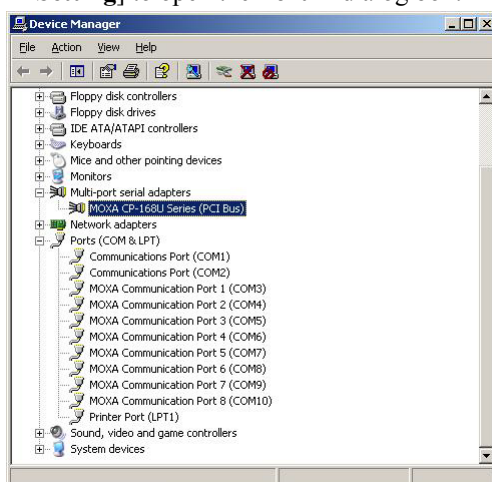 Setting] to open the
Device Manager
File Action View Help
Floppy disk controllers
Floppy disk drives
IDE ATA/ATAPI controllers
Keyboards
Mice and other pointing devices
Monitors
Multi-port serial adapters
MOXA CP-168U Series (PCI Bus)
Network adapters
Ports (COM & LPT)
Communications Port (COM1)
Communications Port (COM2)
MOXA Communication Port 1 (COM3)
MOXA Communication Port 2 (COM4)
MOXA Communication Port 3 (COM5)
MOXA Communication Port 4 (COM6)
MOXA Communication Port 5 (COM7)
MOXA Communication Port 6 (COM8)
MOXA Communication Port 7 (COM9)
MOXA Communication Port 8 (COM10)
Printer Port (LPT1)
Sound, video and game controllers
System devices